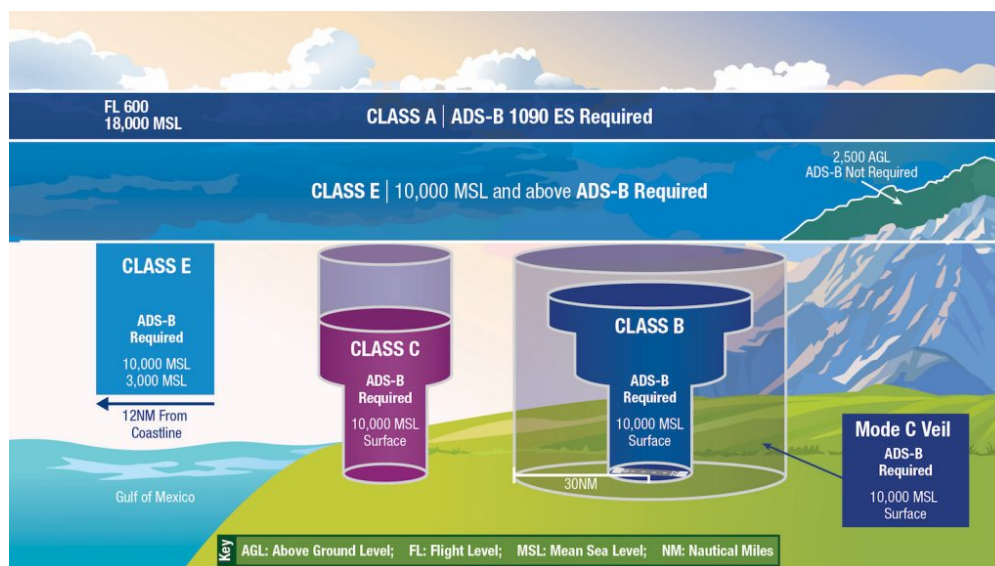 FL 600
18,000 MSL
CLASS A | ADS-B 1090 ES Required
2,500 AGL
ADS-B Not Required
CLASS E | 10,000 MSL and above ADS-B Required
CLASS E
ADS-B
Required
10,000 MSL
3,000 MSL
12NM From
Coastline
Gulf of Mexico
CLASS C
ADS-B
Required
10,000 MSL
Surface
CLASS B
ADS-B
Required
10,000 MSL
Surface
30NM
Mode C Veil
ADS-B
Required
10,000 MSL
Surface
Key
AGL: Above Ground Level; FL: Flight Level; MSL: Mean Sea Level; NM: Nautical Miles